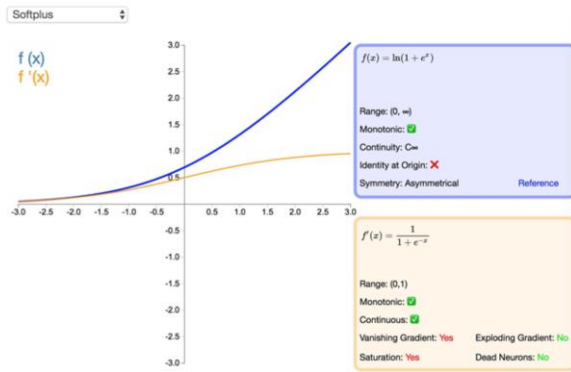 Softplus
f (x)
f '(x)
3.0
2.5
2.0
1.5
1.0
0.5
-3.0 -2.5 -2.0 -1.5 -1.0 -0.5 0.5 1.0 1.5 2.0 2.5 3.0
-0.5
-1.0
-1.5
-2.0
-2.5
-3.0
f(x) = ln(1 + e^x)
Range: (0, ∞)
Monotonic: ✅
Continuity: C∞
Identity at Origin: ❌
Symmetry: Asymmetrical Reference
f'(x) = 1 / (1 + e^-x)
Range: (0,1)
Monotonic: ✅
Continuous: ✅
Vanishing Gradient: Yes Exploding Gradient: No
Saturation: Yes Dead Neurons: No